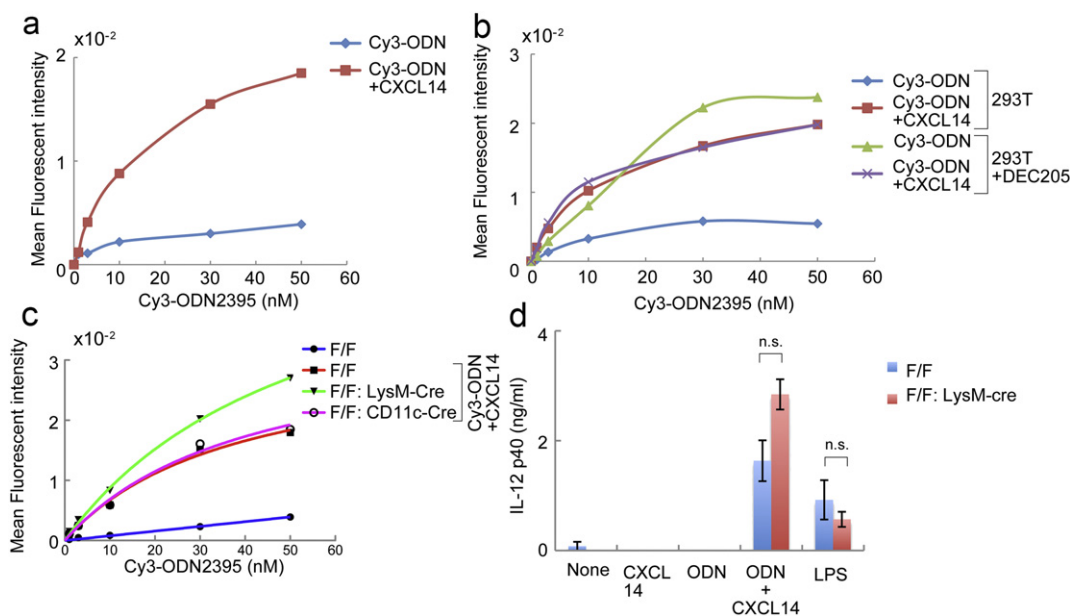 a
x10⁻²
Mean Fluorescent intensity
2
1
0
0 10 20 30 40 50 60
Cy3-ODN2395 (nM)
Cy3-ODN
Cy3-ODN
+CXCL14
b
x10⁻²
Mean Fluorescent intensity
3
2
1
0
0 10 20 30 40 50 60
Cy3-ODN2395 (nM)
Cy3-ODN
Cy3-ODN
+CXCL14
293T
Cy3-ODN
Cy3-ODN
+CXCL14
293T
+DEC205
c
x10⁻²
Mean Fluorescent intensity
3
2
1
0
0 10 20 30 40 50 60
Cy3-ODN2395 (nM)
F/F
F/F
F/F: LysM-Cre
F/F: CD11c-Cre
Cy3-ODN
+CXCL14
d
IL-12 p40 (ng/ml)
4
2
0
n.s.
n.s.
None
CXCL
14
ODN
ODN
+
CXCL14
LPS
F/F
F/F: LysM-cre